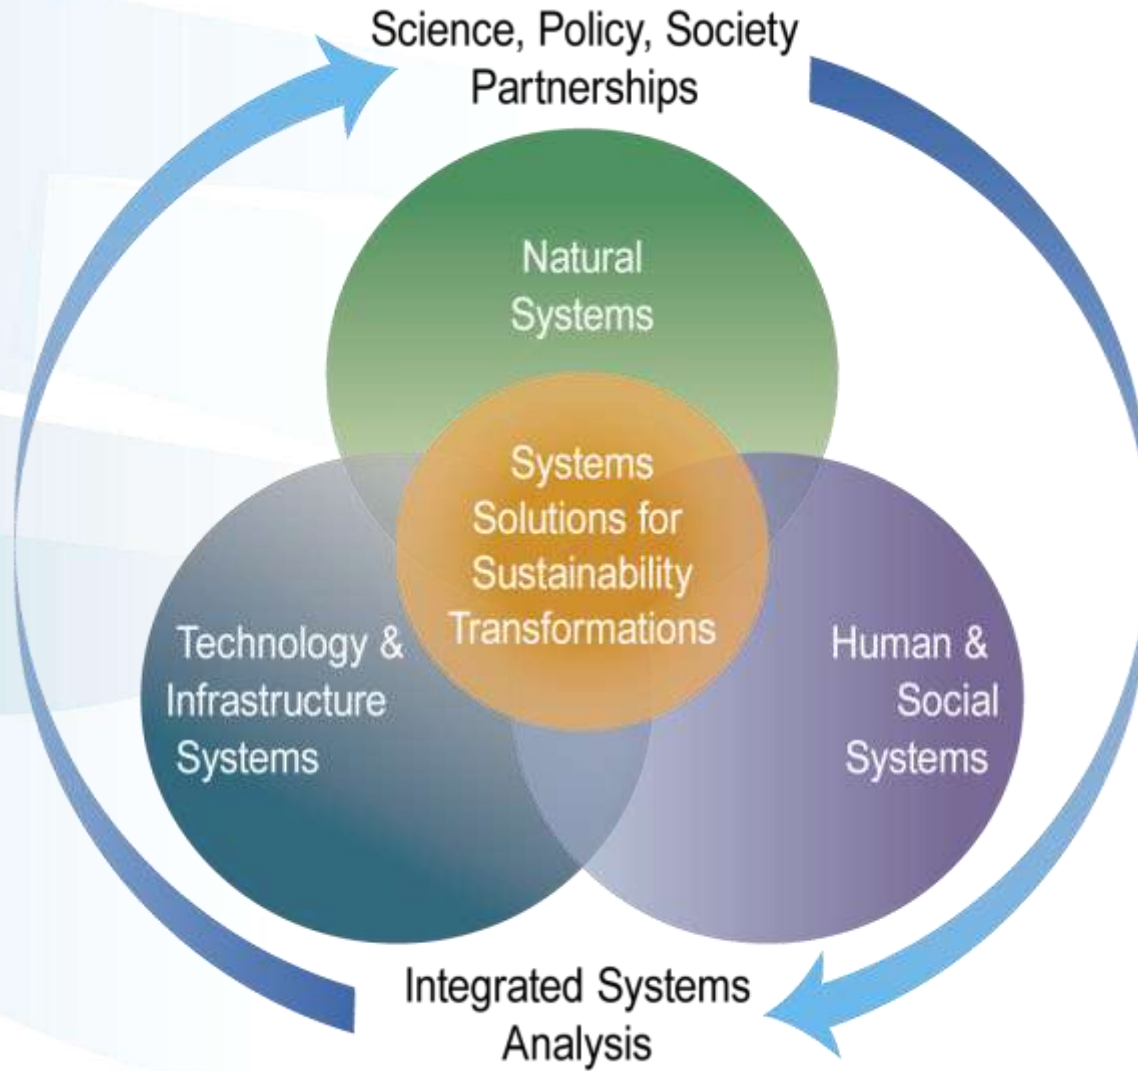 Science, Policy, Society
Partnerships
Natural
Systems
Systems
Solutions for
Sustainability
Transformations
Technology &
Infrastructure
Systems
Human &
Social
Systems
Integrated Systems
Analysis